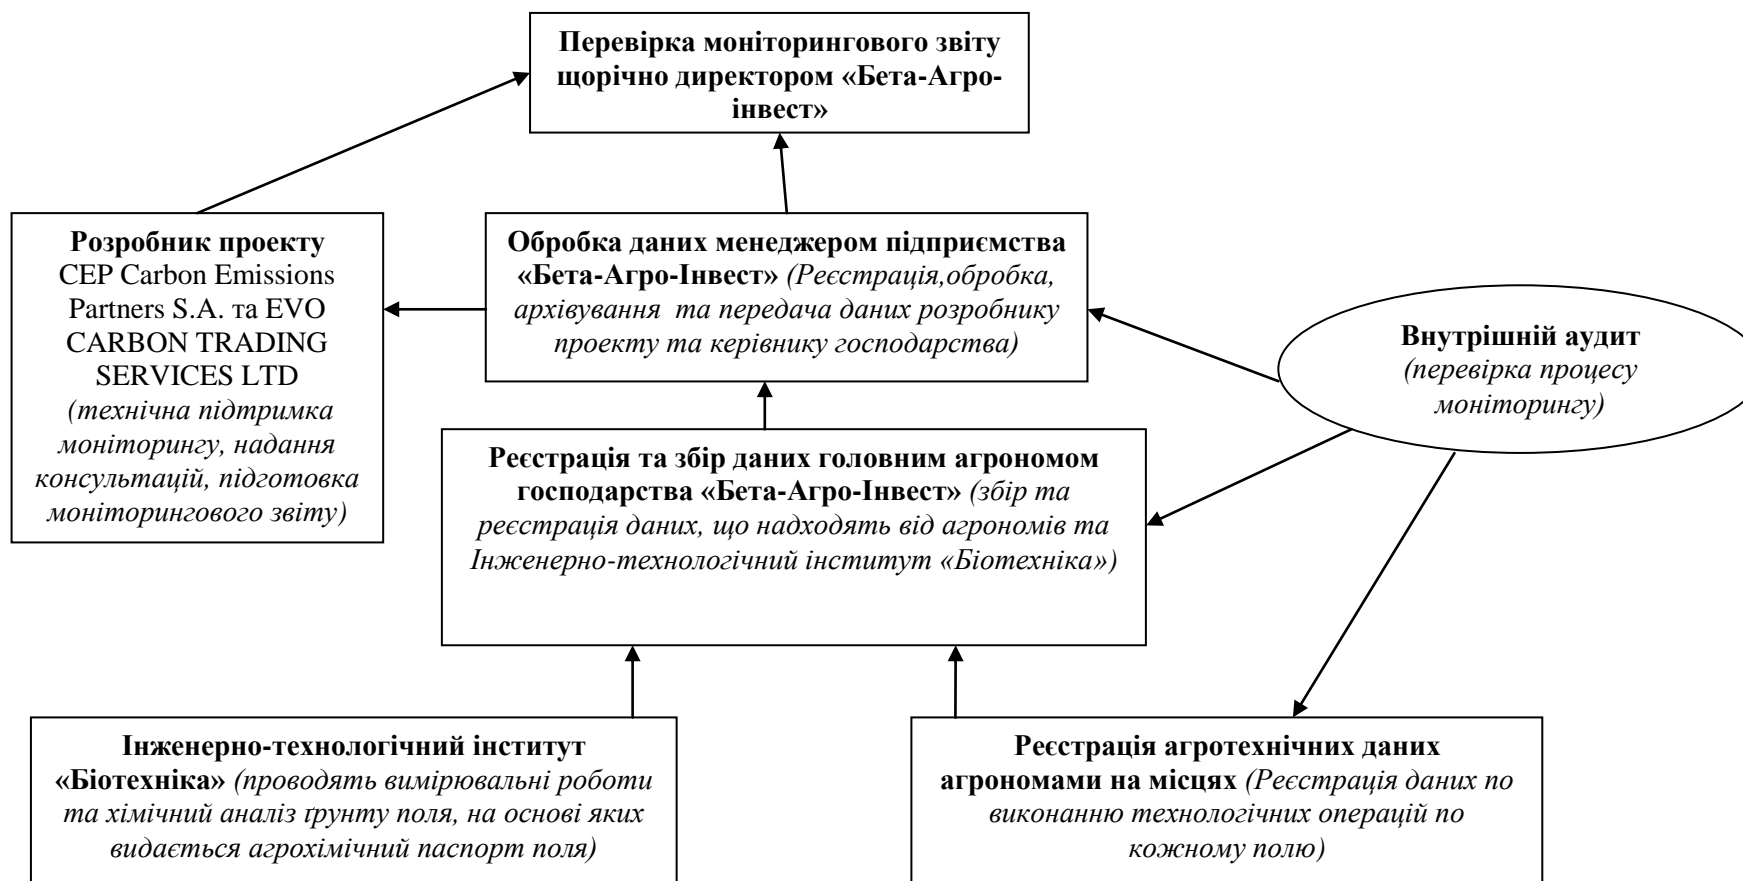 Перевірка моніторингового звіту
щорічно директором «Бета-Агро-
інвест»
Розробник проекту
CEP Carbon Emissions
Partners S.A. та EVO
CARBON TRADING
SERVICES LTD
(технічна підтримка
моніторингу, надання
консультацій, підготовка
моніторингового звіту)
Обробка даних менеджером підприємства
«Бета-Агро-Інвест» (Реєстрація,обробка,
архівування та передача даних розробнику
проекту та керівнику господарства)
Внутрішній аудит
(перевірка процесу
моніторингу)
Реєстрація та збір даних головним агрономом
господарства «Бета-Агро-Інвест» (збір та
реєстрація даних, що надходять від агрономів та
Інженерно-технологічний інститут «Біотехніка»)
Інженерно-технологічний інститут
«Біотехніка» (проводять вимірювальні роботи
та хімічний аналіз ґрунту поля, на основі яких
видається агрохімічний паспорт поля)
Реєстрація агротехнічних даних
агрономами на місцях (Реєстрація даних по
виконанню технологічних операцій по
кожному полю)